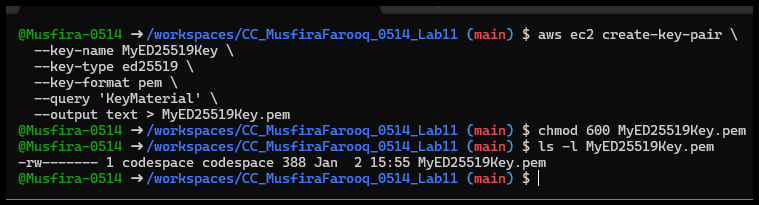 @Musfira-0514 → /workspaces/CC_MusfiraFarooq_0514_Lab11 (main) $ aws ec2 create-key-pair \
--key-name MyED25519Key \
--key-type ed25519 \
--key-format pem \
--query 'KeyMaterial' \
--output text > MyED25519Key.pem
@Musfira-0514 → /workspaces/CC_MusfiraFarooq_0514_Lab11 (main) $ chmod 600 MyED25519Key.pem
@Musfira-0514 → /workspaces/CC_MusfiraFarooq_0514_Lab11 (main) $ ls -l MyED25519Key.pem
-rw------- 1 codespace codespace 388 Jan  2 15:55 MyED25519Key.pem
@Musfira-0514 → /workspaces/CC_MusfiraFarooq_0514_Lab11 (main) $